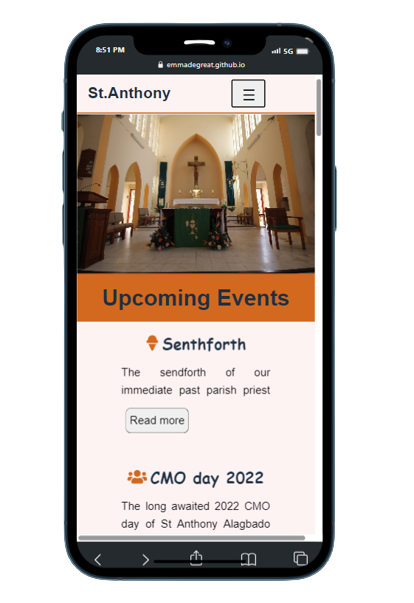 8:51 PM
5G
emmadegreat.github.io
St.Anthony
Upcoming Events
Senthforth
The sendforth of our
immediate past parish priest
Read more
CMO day 2022
The long awaited 2022 CMO
day of St Anthony Alagbado